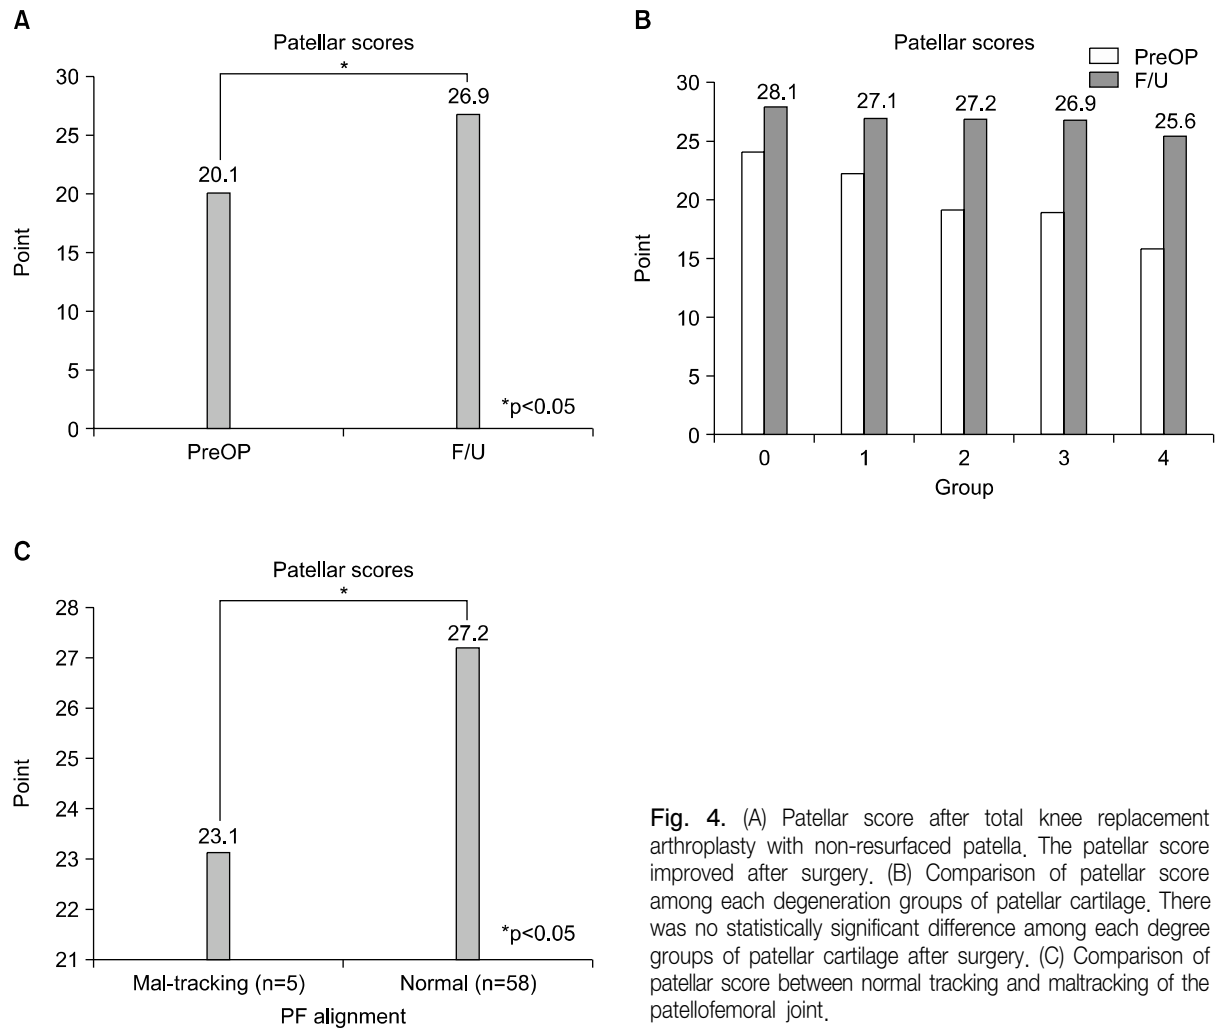 A
Patellar scores
*
30
25
20
15
10
5
0
20.1
26.9
*p<0.05
Point
PreOP
F/U
B
Patellar scores
PreOP
F/U
30
25
20
15
10
5
0
28.1
27.1
27.2
26.9
25.6
Point
0
1
2
3
4
Group
C
Patellar scores
*
28
27
26
25
24
23
22
21
23.1
27.2
*p<0.05
Point
Mal-tracking (n=5)
Normal (n=58)
PF alignment
Fig. 4. (A) Patellar score after total knee replacement
arthroplasty with non-resurfaced patella. The patellar score
improved after surgery. (B) Comparison of patellar score
among each degeneration groups of patellar cartilage. There
was no statistically significant difference among each degree
groups of patellar cartilage after surgery. (C) Comparison of
patellar score between normal tracking and maltracking of the
patellofemoral joint.